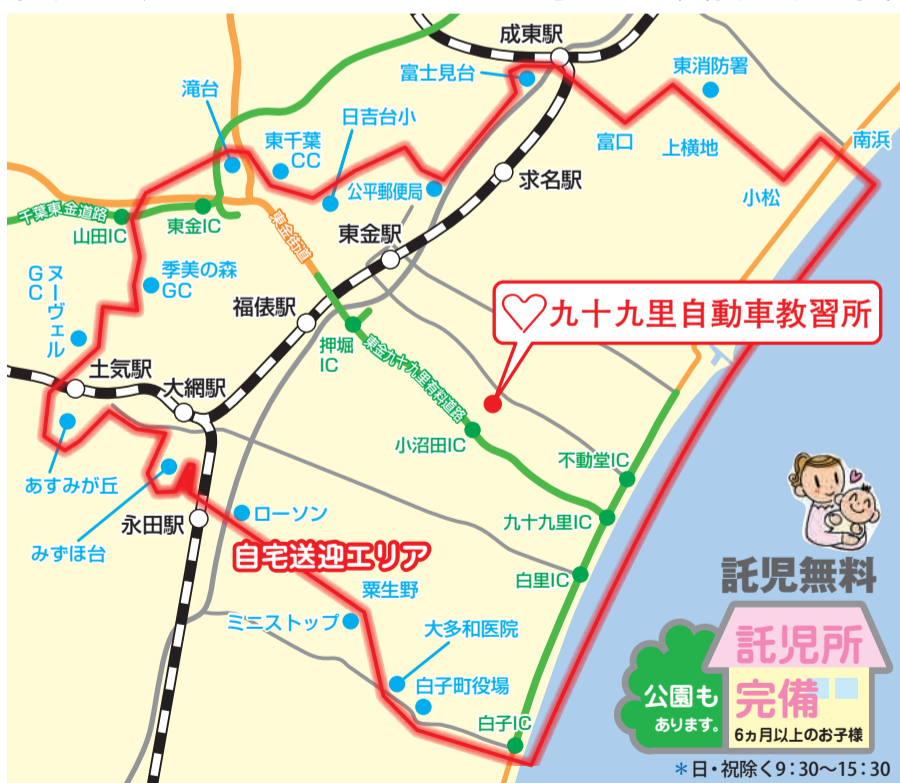 成東駅
富士見台
東消防署
滝台
日吉台小
東千葉
CC
富口
上横地
南浜
公平郵便局
求名駅
小松
千葉東金道路
山田IC
東金IC
東金街道
東金駅
季美の森
GC
ヌーヴェル
GC
福俵駅
九十九里自動車教習所
押堀
IC
東金九十九里有料道路
土気駅
大網駅
小沼田IC
不動堂IC
あすみが丘
みずほ台
永田駅
ローソン
九十九里IC
自宅送迎エリア
白里IC
粟生野
ミニストップ
大多和医院
白子町役場
白子IC
託児無料
託児所
完備
6ヵ月以上のお子様
公園も
あります。
＊日・祝除く9：30〜15：30